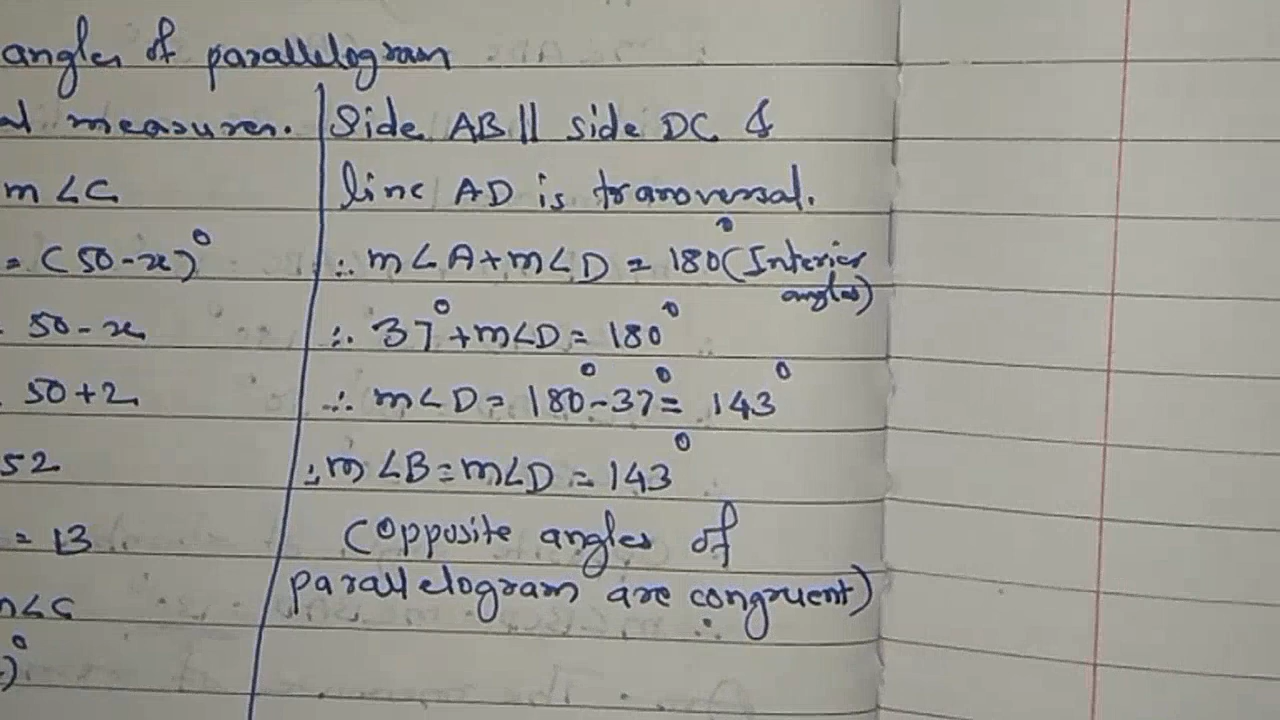 angles of parallelogram
al measures.
m∠C
= (50-x)°
50-x
50+2
52
= 13
m∠C
)°
Side AB || side DC &
line AD is transversal.
∴ m∠A+m∠D = 180° (Interior
angles)
∴ 37°+m∠D = 180°
∴ m∠D = 180°-37° = 143°
∴ m∠B = m∠D = 143°
(opposite angles of
parallelogram are congruent)